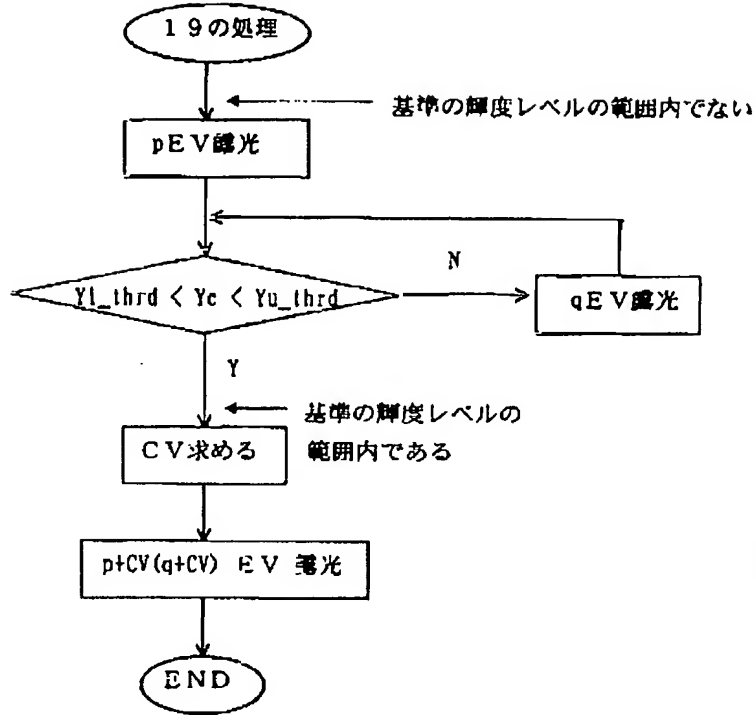 19の処理
基準の輝度レベルの範囲内でない
pEV露光
N
Yl_thrd < Yc < Yu_thrd
qEV露光
Y
基準の輝度レベルの
範囲内である
CV求める
p+CV(q+CV) EV 露光
END